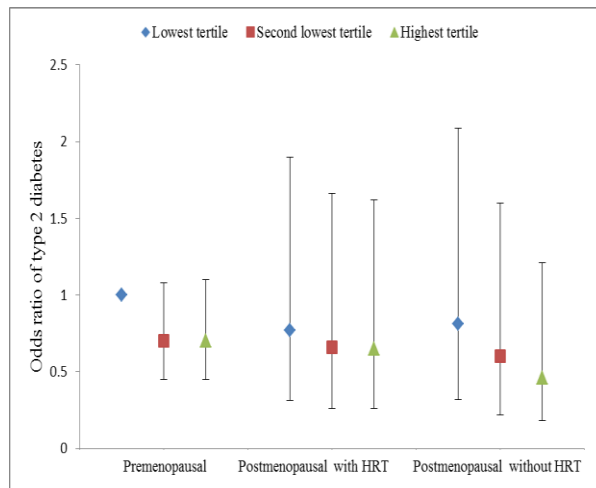 Lowest tertile Second lowest tertile Highest tertile
2.5
2
1.5
1
0.5
0
Odds ratio of type 2 diabetes
Premenopausal Postmenopausal with HRT Postmenopausal without HRT